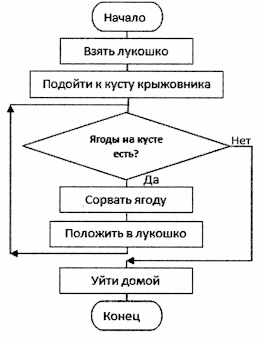 Начало
Взять лукошко
Подойти к кусту крыжовника
Ягоды на кусте
есть?
Нет
Да
Сорвать ягоду
Положить в лукошко
Уйти домой
Конец